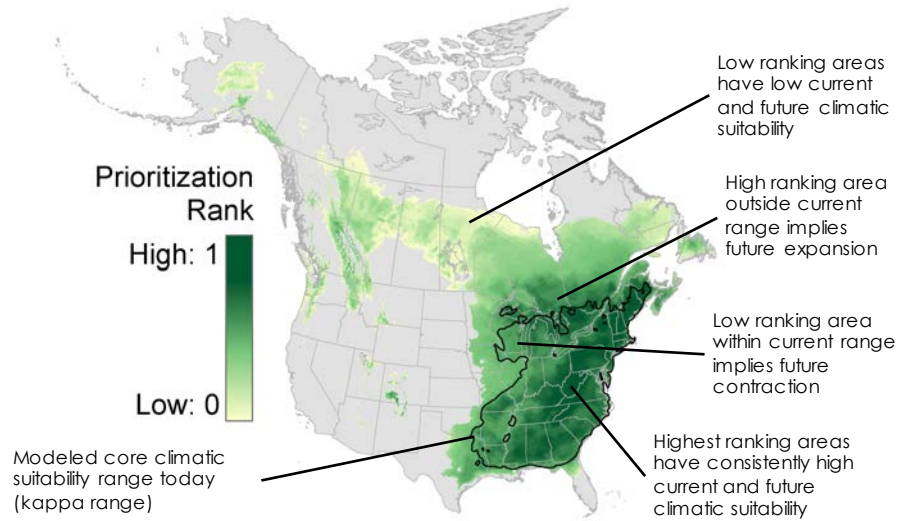 Low ranking areas
have low current
and future climatic
suitability
High ranking area
outside current
range implies
future expansion
Prioritization
Rank
High: 1
Low: 0
Low ranking area
within current range
implies future
contraction
Modeled core climatic
suitability range today
(kappa range)
Highest ranking areas
have consistently high
current and future
climatic suitability